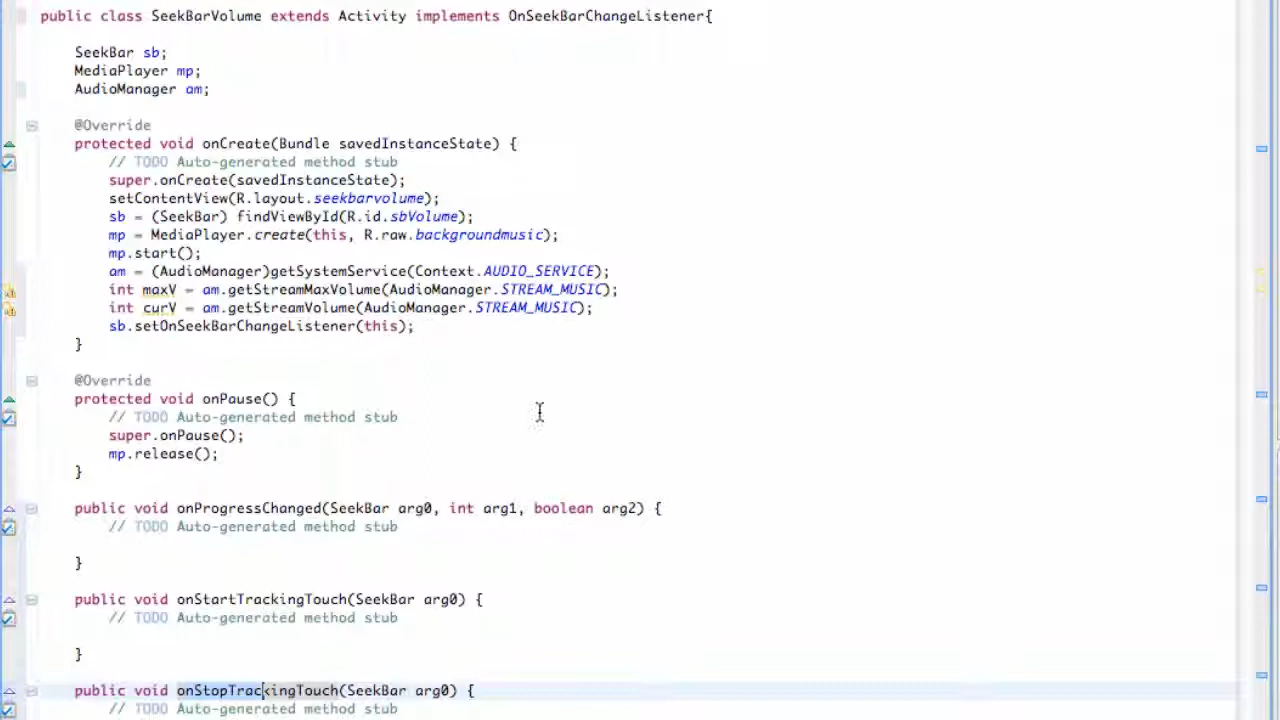 public class SeekBarVolume extends Activity implements OnSeekBarChangeListener{
SeekBar sb;
MediaPlayer mp;
AudioManager am;
@Override
protected void onCreate(Bundle savedInstanceState) {
// TODO Auto-generated method stub
super.onCreate(savedInstanceState);
setContentView(R.layout.seekbarvolume);
sb = (SeekBar) findViewById(R.id.sbVolume);
mp = MediaPlayer.create(this, R.raw.backgroundmusic);
mp.start();
am = (AudioManager)getSystemService(Context.AUDIO_SERVICE);
int maxV = am.getStreamMaxVolume(AudioManager.STREAM_MUSIC);
int curV = am.getStreamVolume(AudioManager.STREAM_MUSIC);
sb.setOnSeekBarChangeListener(this);
}
@Override
protected void onPause() {
// TODO Auto-generated method stub
super.onPause();
mp.release();
}
public void onProgressChanged(SeekBar arg0, int arg1, boolean arg2) {
// TODO Auto-generated method stub
}
public void onStartTrackingTouch(SeekBar arg0) {
// TODO Auto-generated method stub
}
public void onStopTrackingTouch(SeekBar arg0) {
// TODO Auto-generated method stub